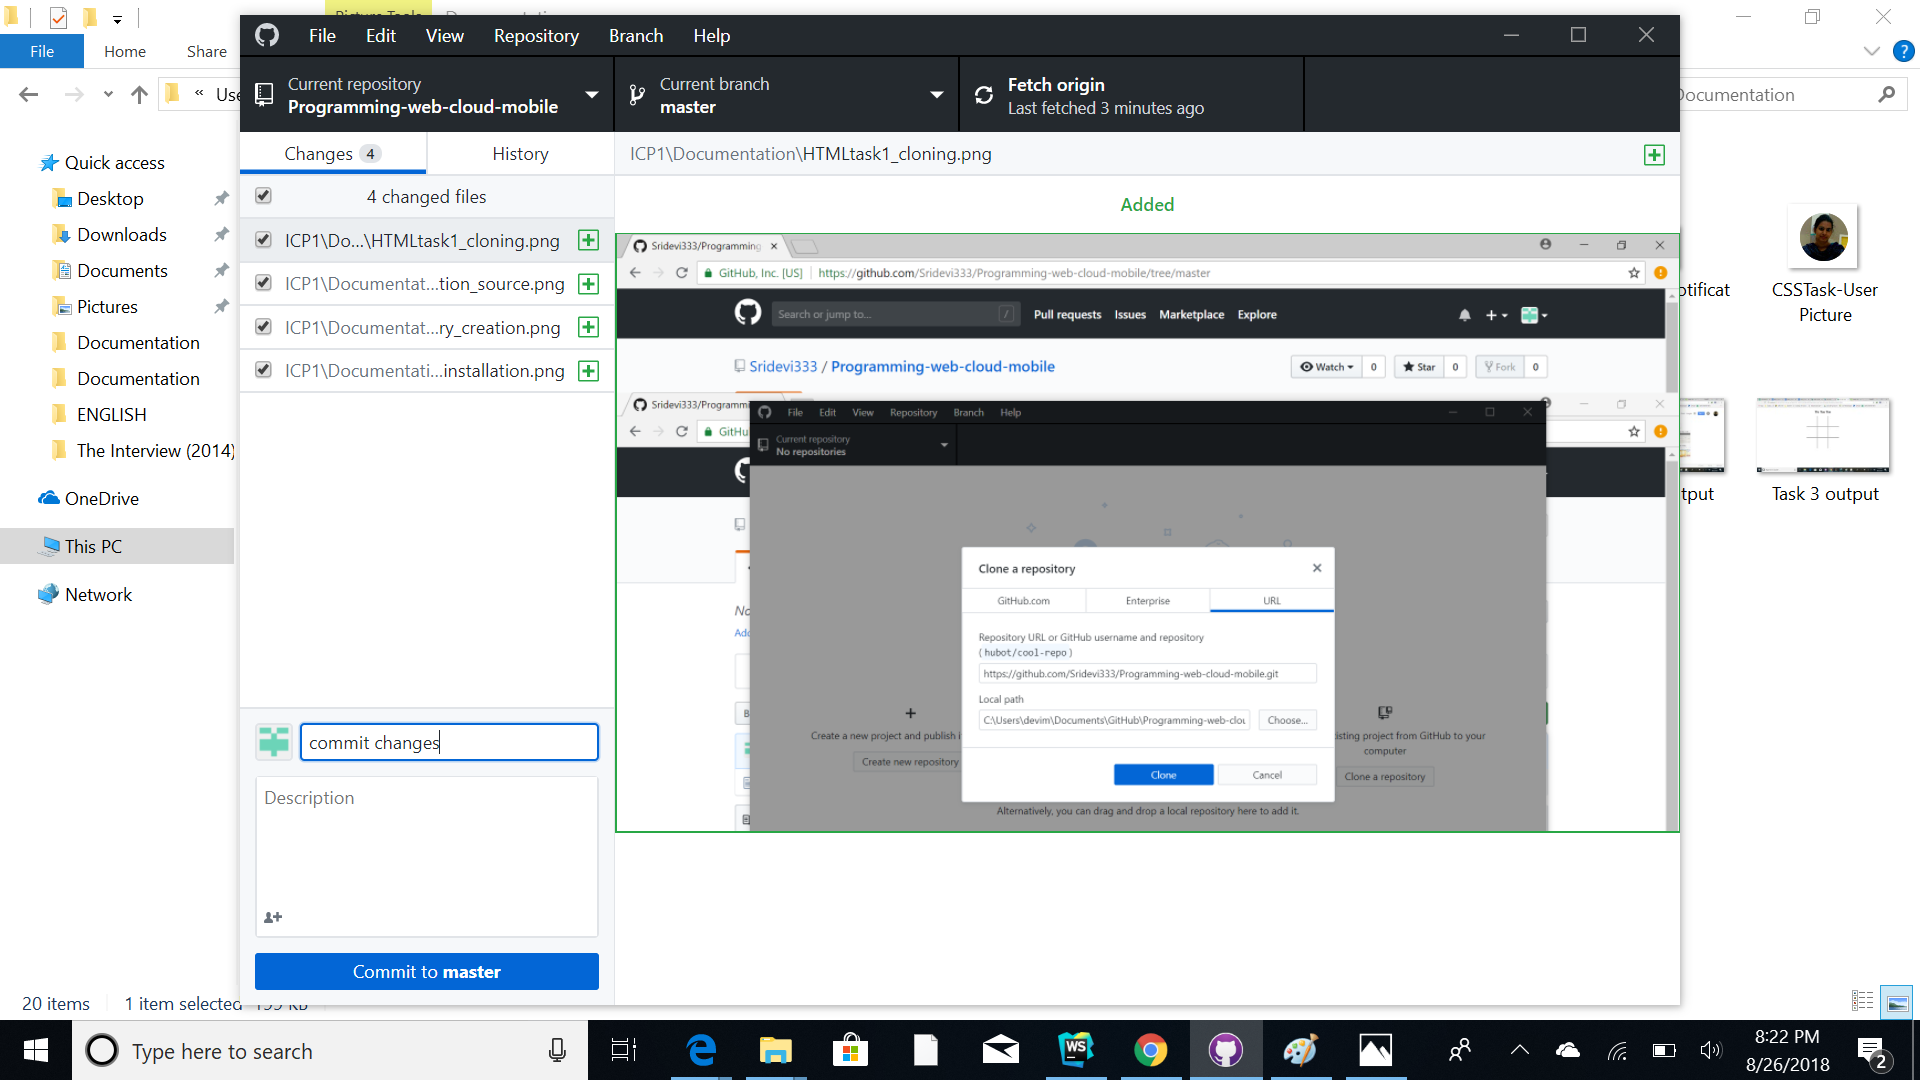 File
Home
Share
Documentation
Quick access
Desktop
Downloads
Documents
Pictures
Documentation
Documentation
ENGLISH
The Interview (2014)
OneDrive
This PC
Network
20 items
1 item selected
File Edit View Repository Branch Help
Current repository
Programming-web-cloud-mobile
Current branch
master
Fetch origin
Last fetched 3 minutes ago
Changes 4
History
4 changed files
ICP1\Do...\HTMLtask1_cloning.png
ICP1\Documentat...tion_source.png
ICP1\Documentat...ry_creation.png
ICP1\Documentati...installation.png
commit changes
Description
Commit to master
ICP1\Documentation\HTMLtask1_cloning.png
Added
Sridevi333/Programming
GitHub, Inc. [US] https://github.com/Sridevi333/Programming-web-cloud-mobile/tree/master
Search or jump to... /
Pull requests Issues Marketplace Explore
Sridevi333 / Programming-web-cloud-mobile
Watch 0 Star 0 Fork 0
Sridevi333/Programmi
GitHu
File Edit View Repository Branch Help
Current repository
No repositories
Clone a repository
GitHub.com Enterprise URL
Repository URL or GitHub username and repository
(hubot/cool-repo)
https://github.com/Sridevi333/Programming-web-cloud-mobile.git
Local path
C:\Users\devim\Documents\GitHub\Programming-web-clou
Choose...
Clone Cancel
Create a new project and publish i
Create new repository
isting project from GitHub to your
computer
Clone a repository
Alternatively, you can drag and drop a local repository here to add it.
otificat
CSSTask-User
Picture
tput
Task 3 output
Type here to search
WS
8:22 PM
8/26/2018
2